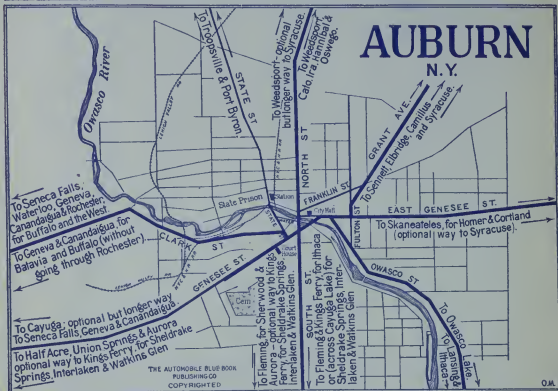 AUBURN
N.Y.
Owasco River
To Troopsville
& Port Byron.
STATE ST.
To Weedsport-optional
but longer way to Syracuse.
To Weedsport
Cato, Ira, Hannibal &
Oswego.
NORTH ST.
GRANT AVE.
To Sennett Elbridge, Camillus
and Syracuse.
To Seneca Falls,
Waterloo, Geneva,
Canandaigua & Rochester,
for Buffalo and the West.
To Geneva & Canandaigua for
Batavia and Buffalo (without
going through Rochester).
State Prison
Station
FRANKLIN ST.
City Hall
FULTON ST.
EAST GENESEE ST.
To Skaneateles, for Homer & Cortland
(optional way to Syracuse).
CLARK ST
Court
House
GENESEE ST.
LEHIGH VALLEY RR
Cem
To Cayuga; optional but longer way
To Seneca Falls, Geneva & Canandaigua.
To Half Acre, Union Springs & Aurora
optional way to Kings Ferry, for Sheldrake
Springs, Interlaken & Watkins Glen
To Fleming, for Sherwood &
Aurora - optional way to Kings
Ferry, for Sheldrake Springs,
Interlaken & Watkins Glen
SOUTH ST.
To Fleming & Kings Ferry, for Ithaca
or (across Cayuga Lake) for
Sheldrake Springs, Inter-
laken & Watkins Glen
OWASCO ST.
To Owasco Lake
To Lansing &
Ithaca
THE AUTOMOBILE BLUE BOOK
PUBLISHING CO
COPYRIGHTED